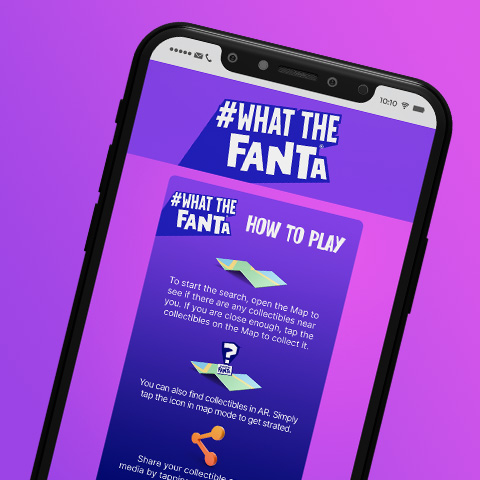 10:10
#WHAT THE
FANTA
#WHAT THE
FANTA
HOW TO PLAY
To start the search, open the Map to
see if there are any collectibles near
you. If you are close enough, tap the
collectibles on the Map to collect it.
?
You can also find collectibles in AR. Simply
tap the icon in map mode to get strated.
Share your collectible
media by tapping